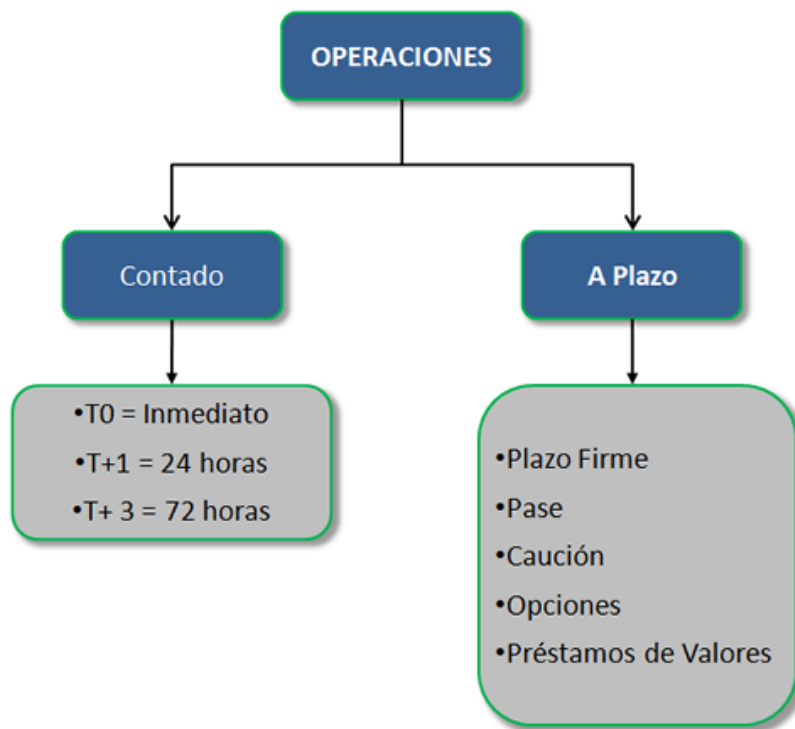 OPERACIONES
Contado
A Plazo
•T0 = Inmediato
•T+1 = 24 horas
•T+ 3 = 72 horas
•Plazo Firme
•Pase
•Caución
•Opciones
•Préstamos de Valores